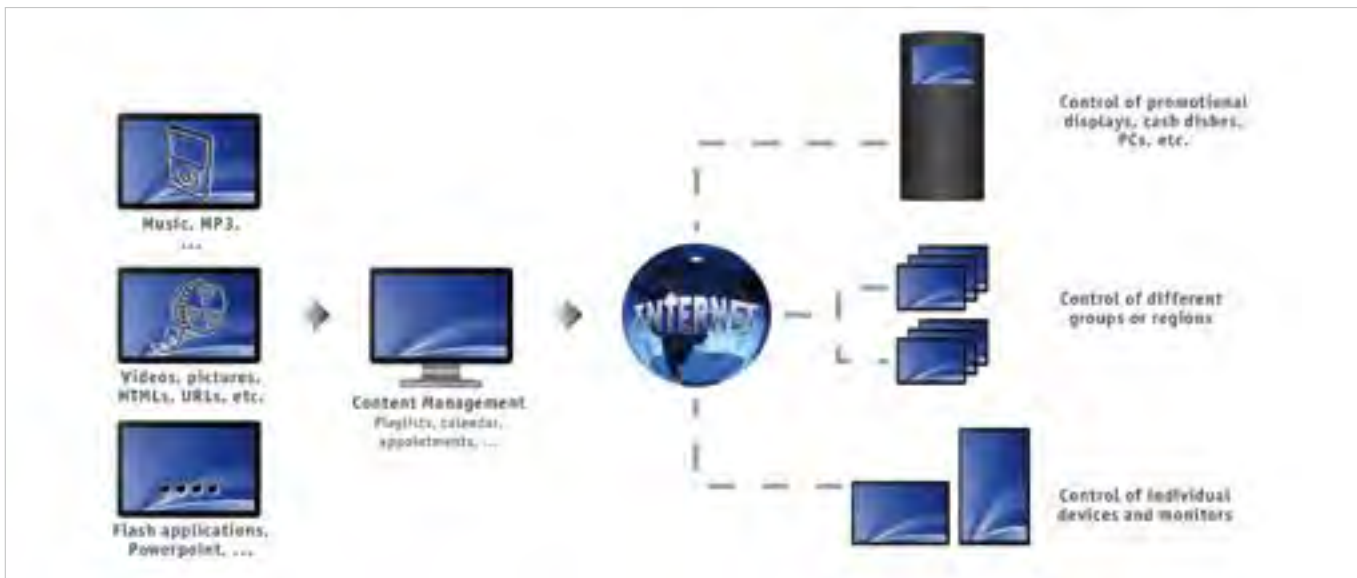 Music, MP3,
...
Videos, pictures,
HTMLs, URLs, etc.
Flash applications,
Powerpoint, ...
Content Management
Playlists, calendar,
appointments, ...
INTERNET
Control of promotional
displays, cash dishes,
PCs, etc.
Control of different
groups or regions
Control of individual
devices and monitors